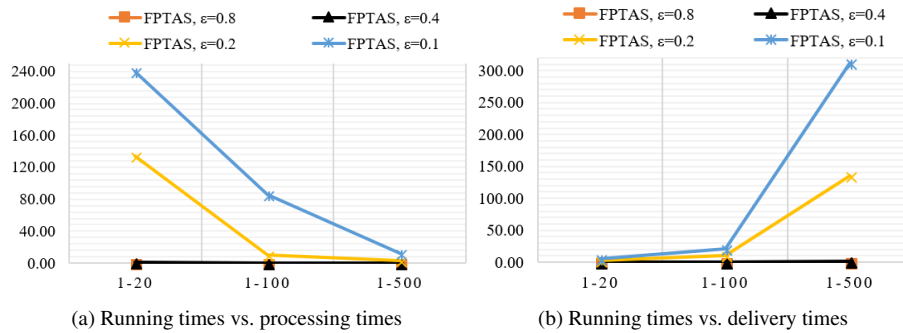 FPTAS, ε=0.8 FPTAS, ε=0.4
FPTAS, ε=0.2 FPTAS, ε=0.1
240.00
200.00
160.00
120.00
80.00
40.00
0.00
1-20 1-100 1-500
(a) Running times vs. processing times
FPTAS, ε=0.8 FPTAS, ε=0.4
FPTAS, ε=0.2 FPTAS, ε=0.1
300.00
250.00
200.00
150.00
100.00
50.00
0.00
1-20 1-100 1-500
(b) Running times vs. delivery times